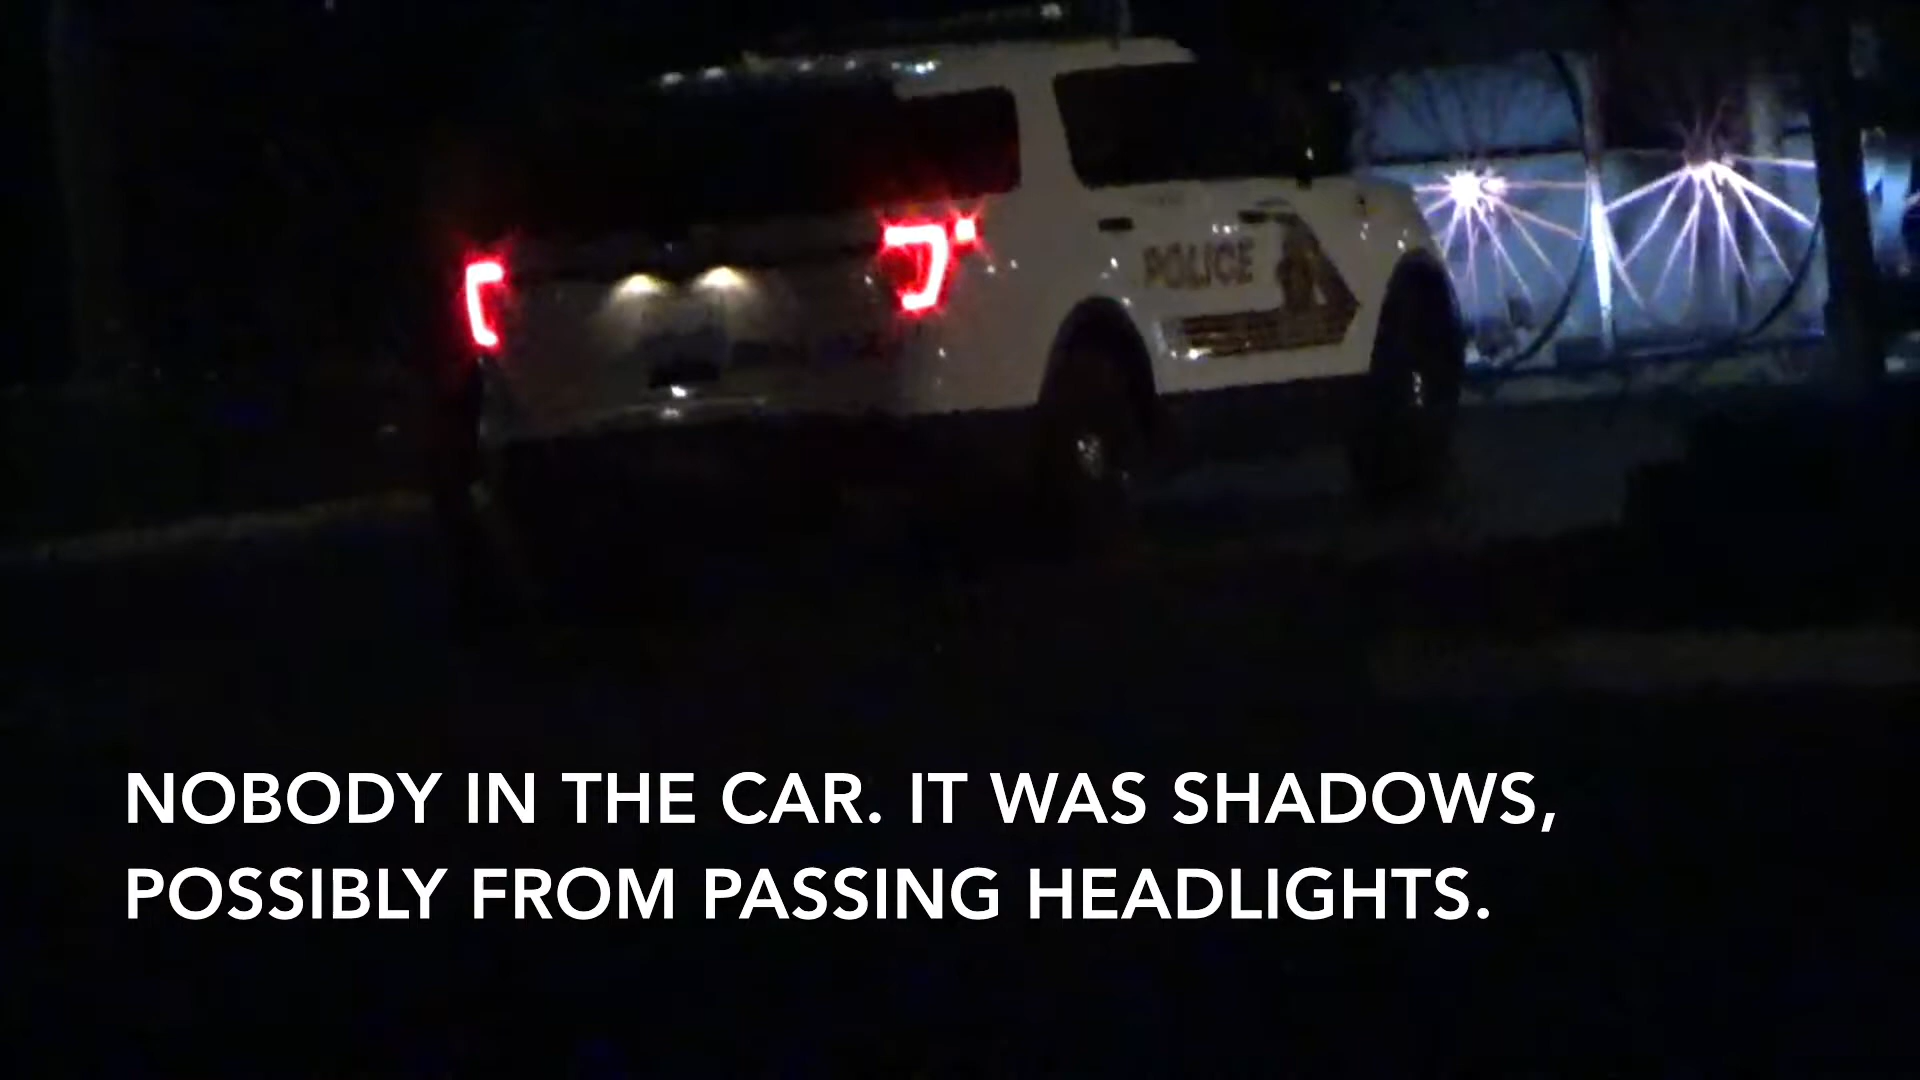 POLICE
NOBODY IN THE CAR. IT WAS SHADOWS,
POSSIBLY FROM PASSING HEADLIGHTS.